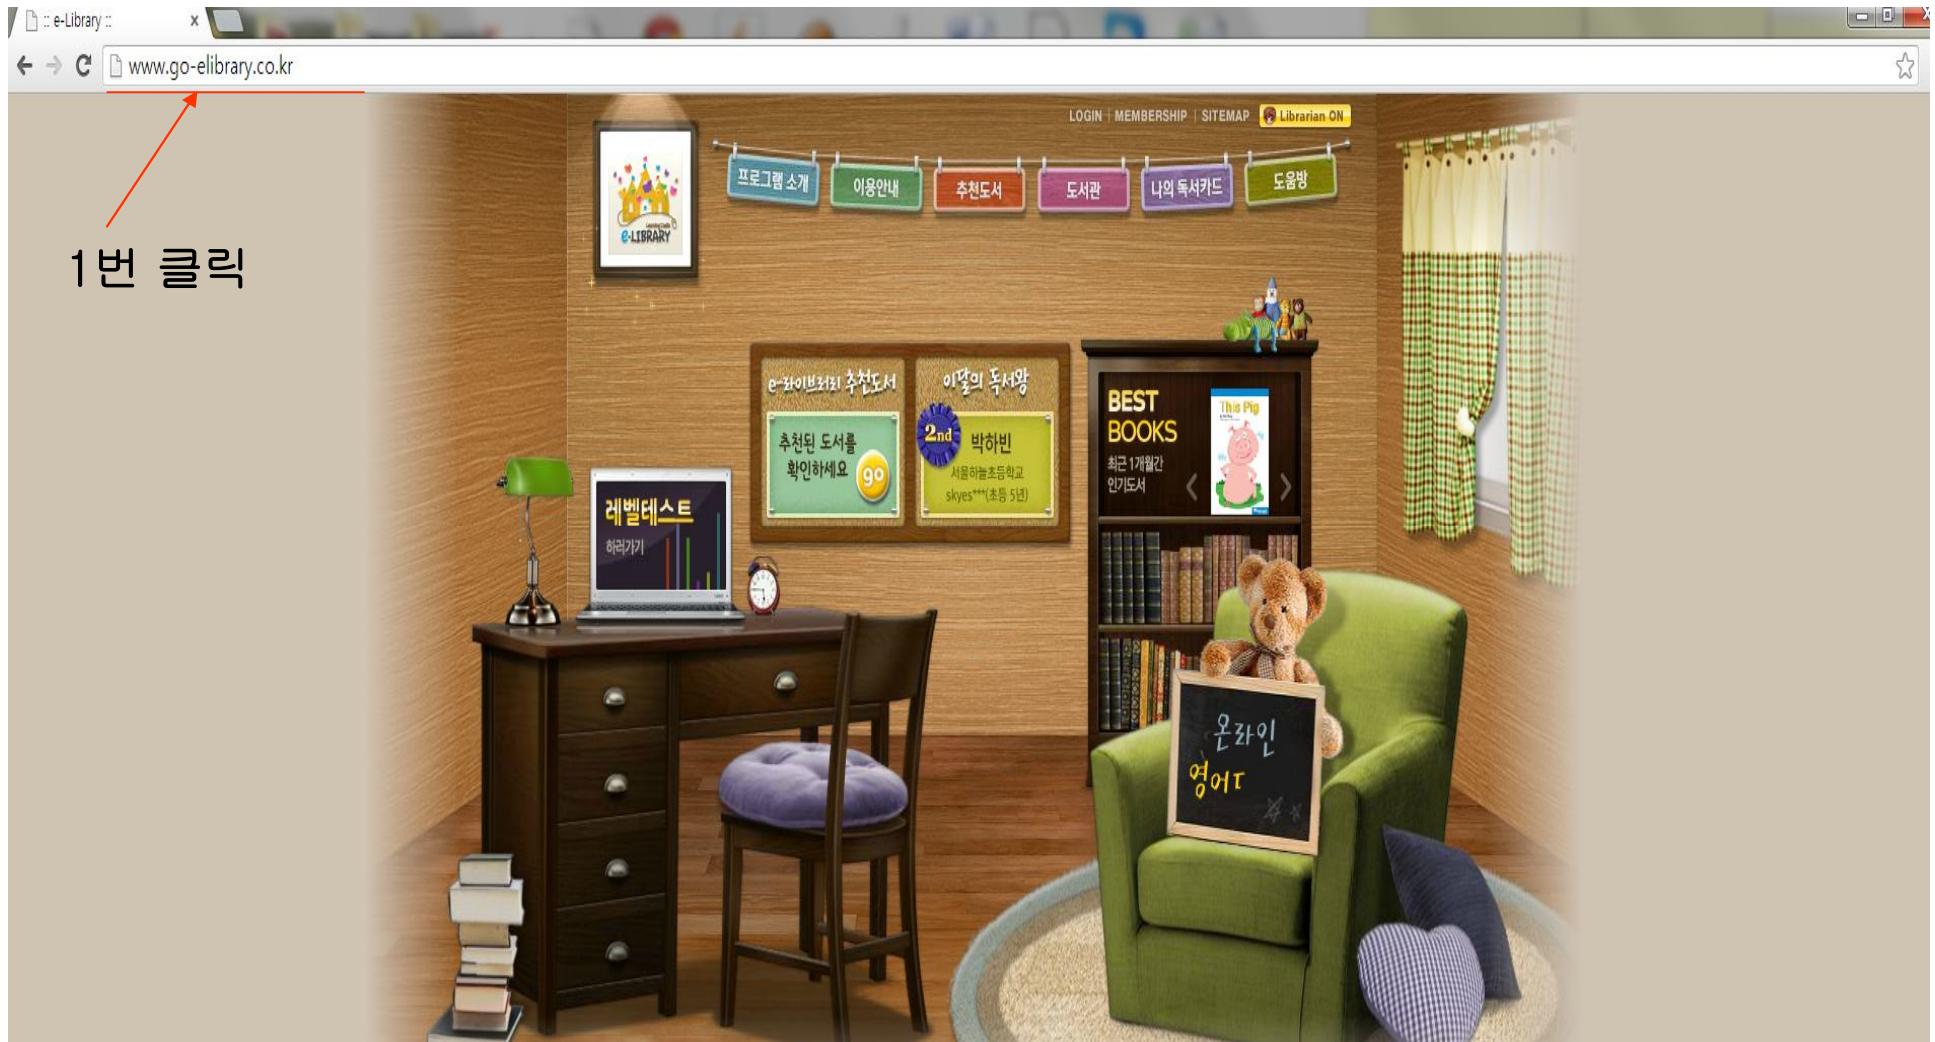 :: e-Library ::
www.go-elibrary.co.kr
1번 클릭
LOGIN | MEMBERSHIP | SITEMAP Librarian ON
프로그램 소개 이용안내 추천도서 도서관 나의 독서카드 도움방
e-LIBRARY
e-라이브러리 추천도서
추천된 도서를
확인하세요
go
이달의 독서왕
2nd
박하빈
서울하늘초등학교
skyes***(초등 5년)
BEST
BOOKS
최근 1개월간
인기도서
This Pig
레벨테스트
하러가기
온라인
영어ㄷ